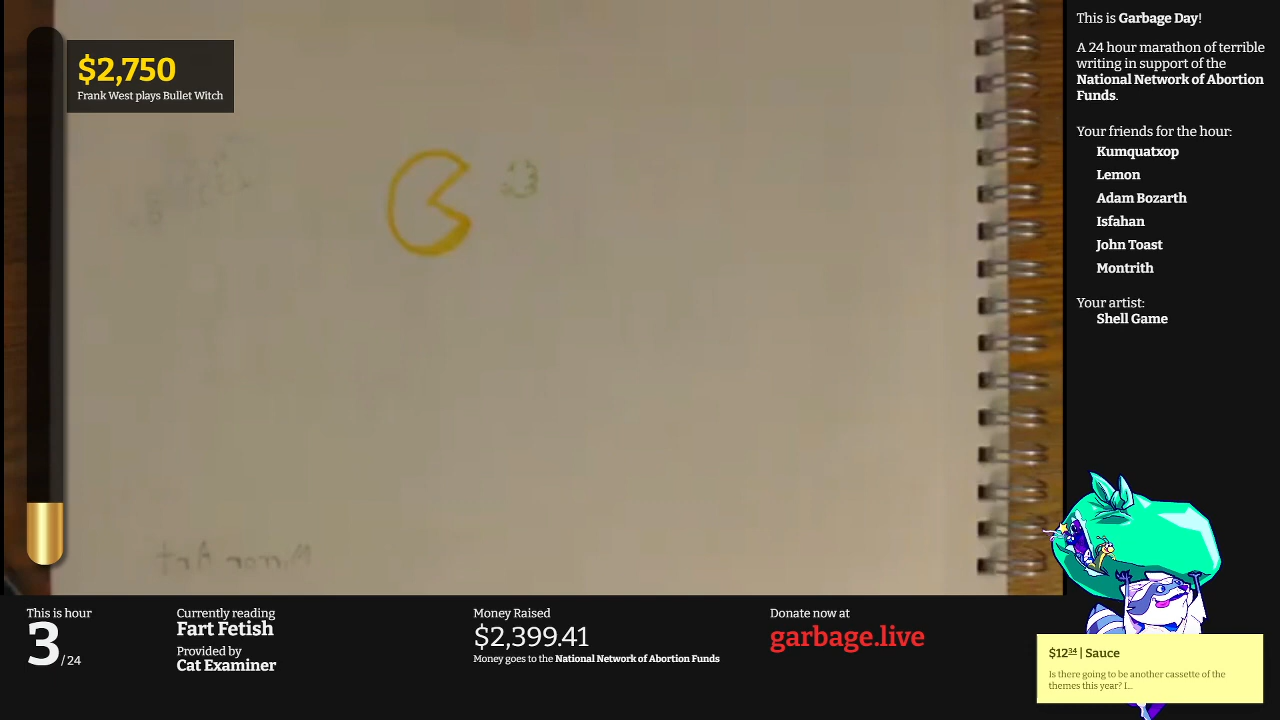 $2,750
Frank West plays Bullet Witch
This is Garbage Day!
A 24 hour marathon of terrible
writing in support of the
National Network of Abortion
Funds.
Your friends for the hour:
Kumquatxop
Lemon
Adam Bozarth
Isfahan
John Toast
Montrith
Your artist:
Shell Game
This is hour
3/24
Currently reading
Fart Fetish
Provided by
Cat Examiner
Money Raised
$2,399.41
Money goes to the National Network of Abortion Funds
Donate now at
garbage.live
$12³⁴ | Sauce
Is there going to be another cassette of the
themes this year? I...